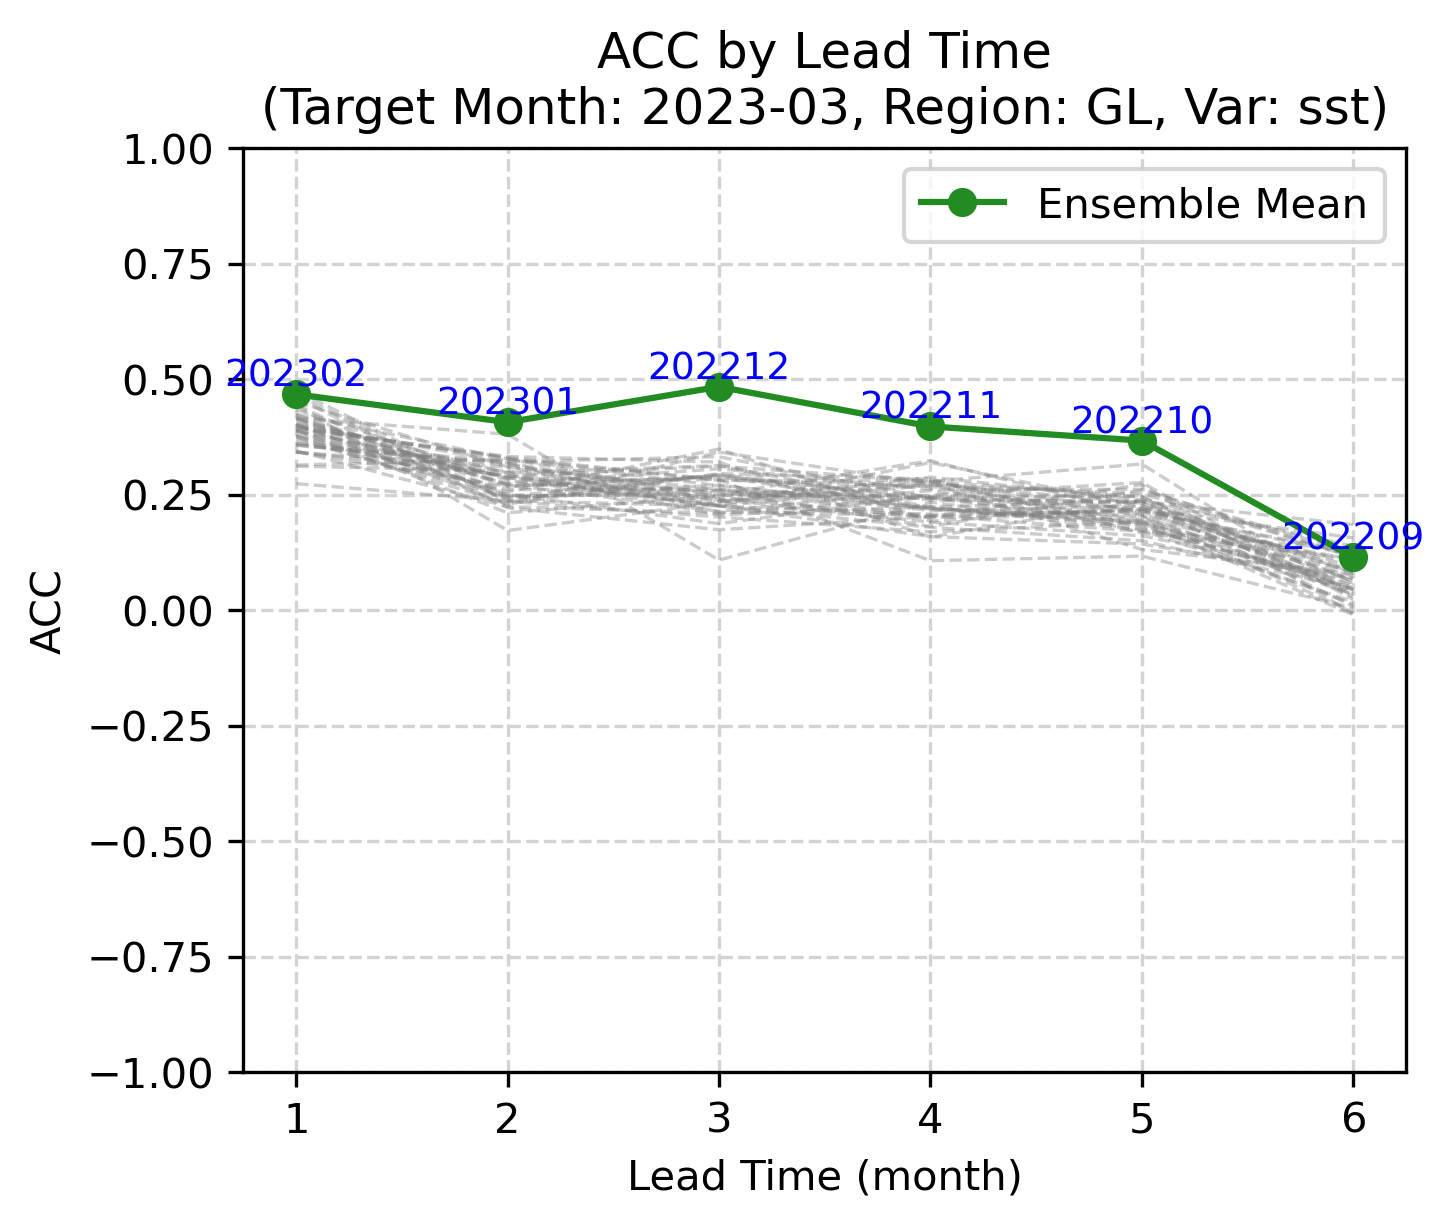 ACC by Lead Time
(Target Month: 2023-03, Region: GL, Var: sst)
Ensemble Mean
1.00
0.75
0.50
0.25
0.00
−0.25
−0.50
−0.75
−1.00
ACC
202302
202301
202212
202211
202210
202209
1 2 3 4 5 6
Lead Time (month)